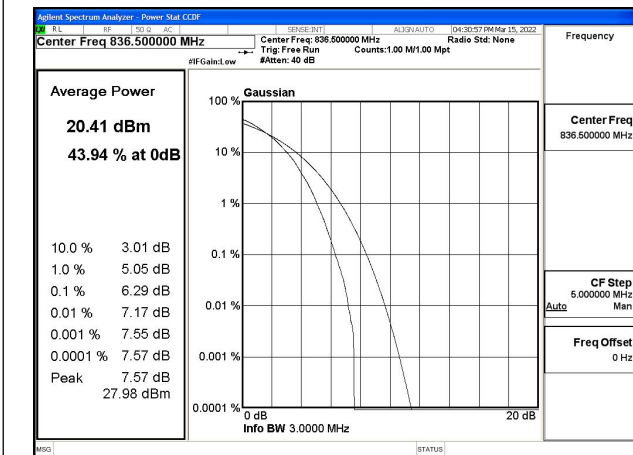 Agilent Spectrum Analyzer - Power Stat CCDF
RL RF 50 Ω AC SENSE:INT ALIGN AUTO 04:30:57 PM Mar 15, 2022
Center Freq 836.500000 MHz
Center Freq: 836.500000 MHz Radio Std: None
Trig: Free Run Counts:1.00 M/1.00 Mpt
#IFGain:Low #Atten: 40 dB
Frequency
Average Power
20.41 dBm
43.94 % at 0dB
10.0 % 3.01 dB
1.0 % 5.05 dB
0.1 % 6.29 dB
0.01 % 7.17 dB
0.001 % 7.55 dB
0.0001 % 7.57 dB
Peak 7.57 dB
27.98 dBm
Gaussian
100 %
10 %
1 %
0.1 %
0.01 %
0.001 %
0.0001 %
0 dB 20 dB
Info BW 3.0000 MHz
Center Freq
836.500000 MHz
CF Step
5.000000 MHz
Auto Man
Freq Offset
0 Hz
MSG STATUS